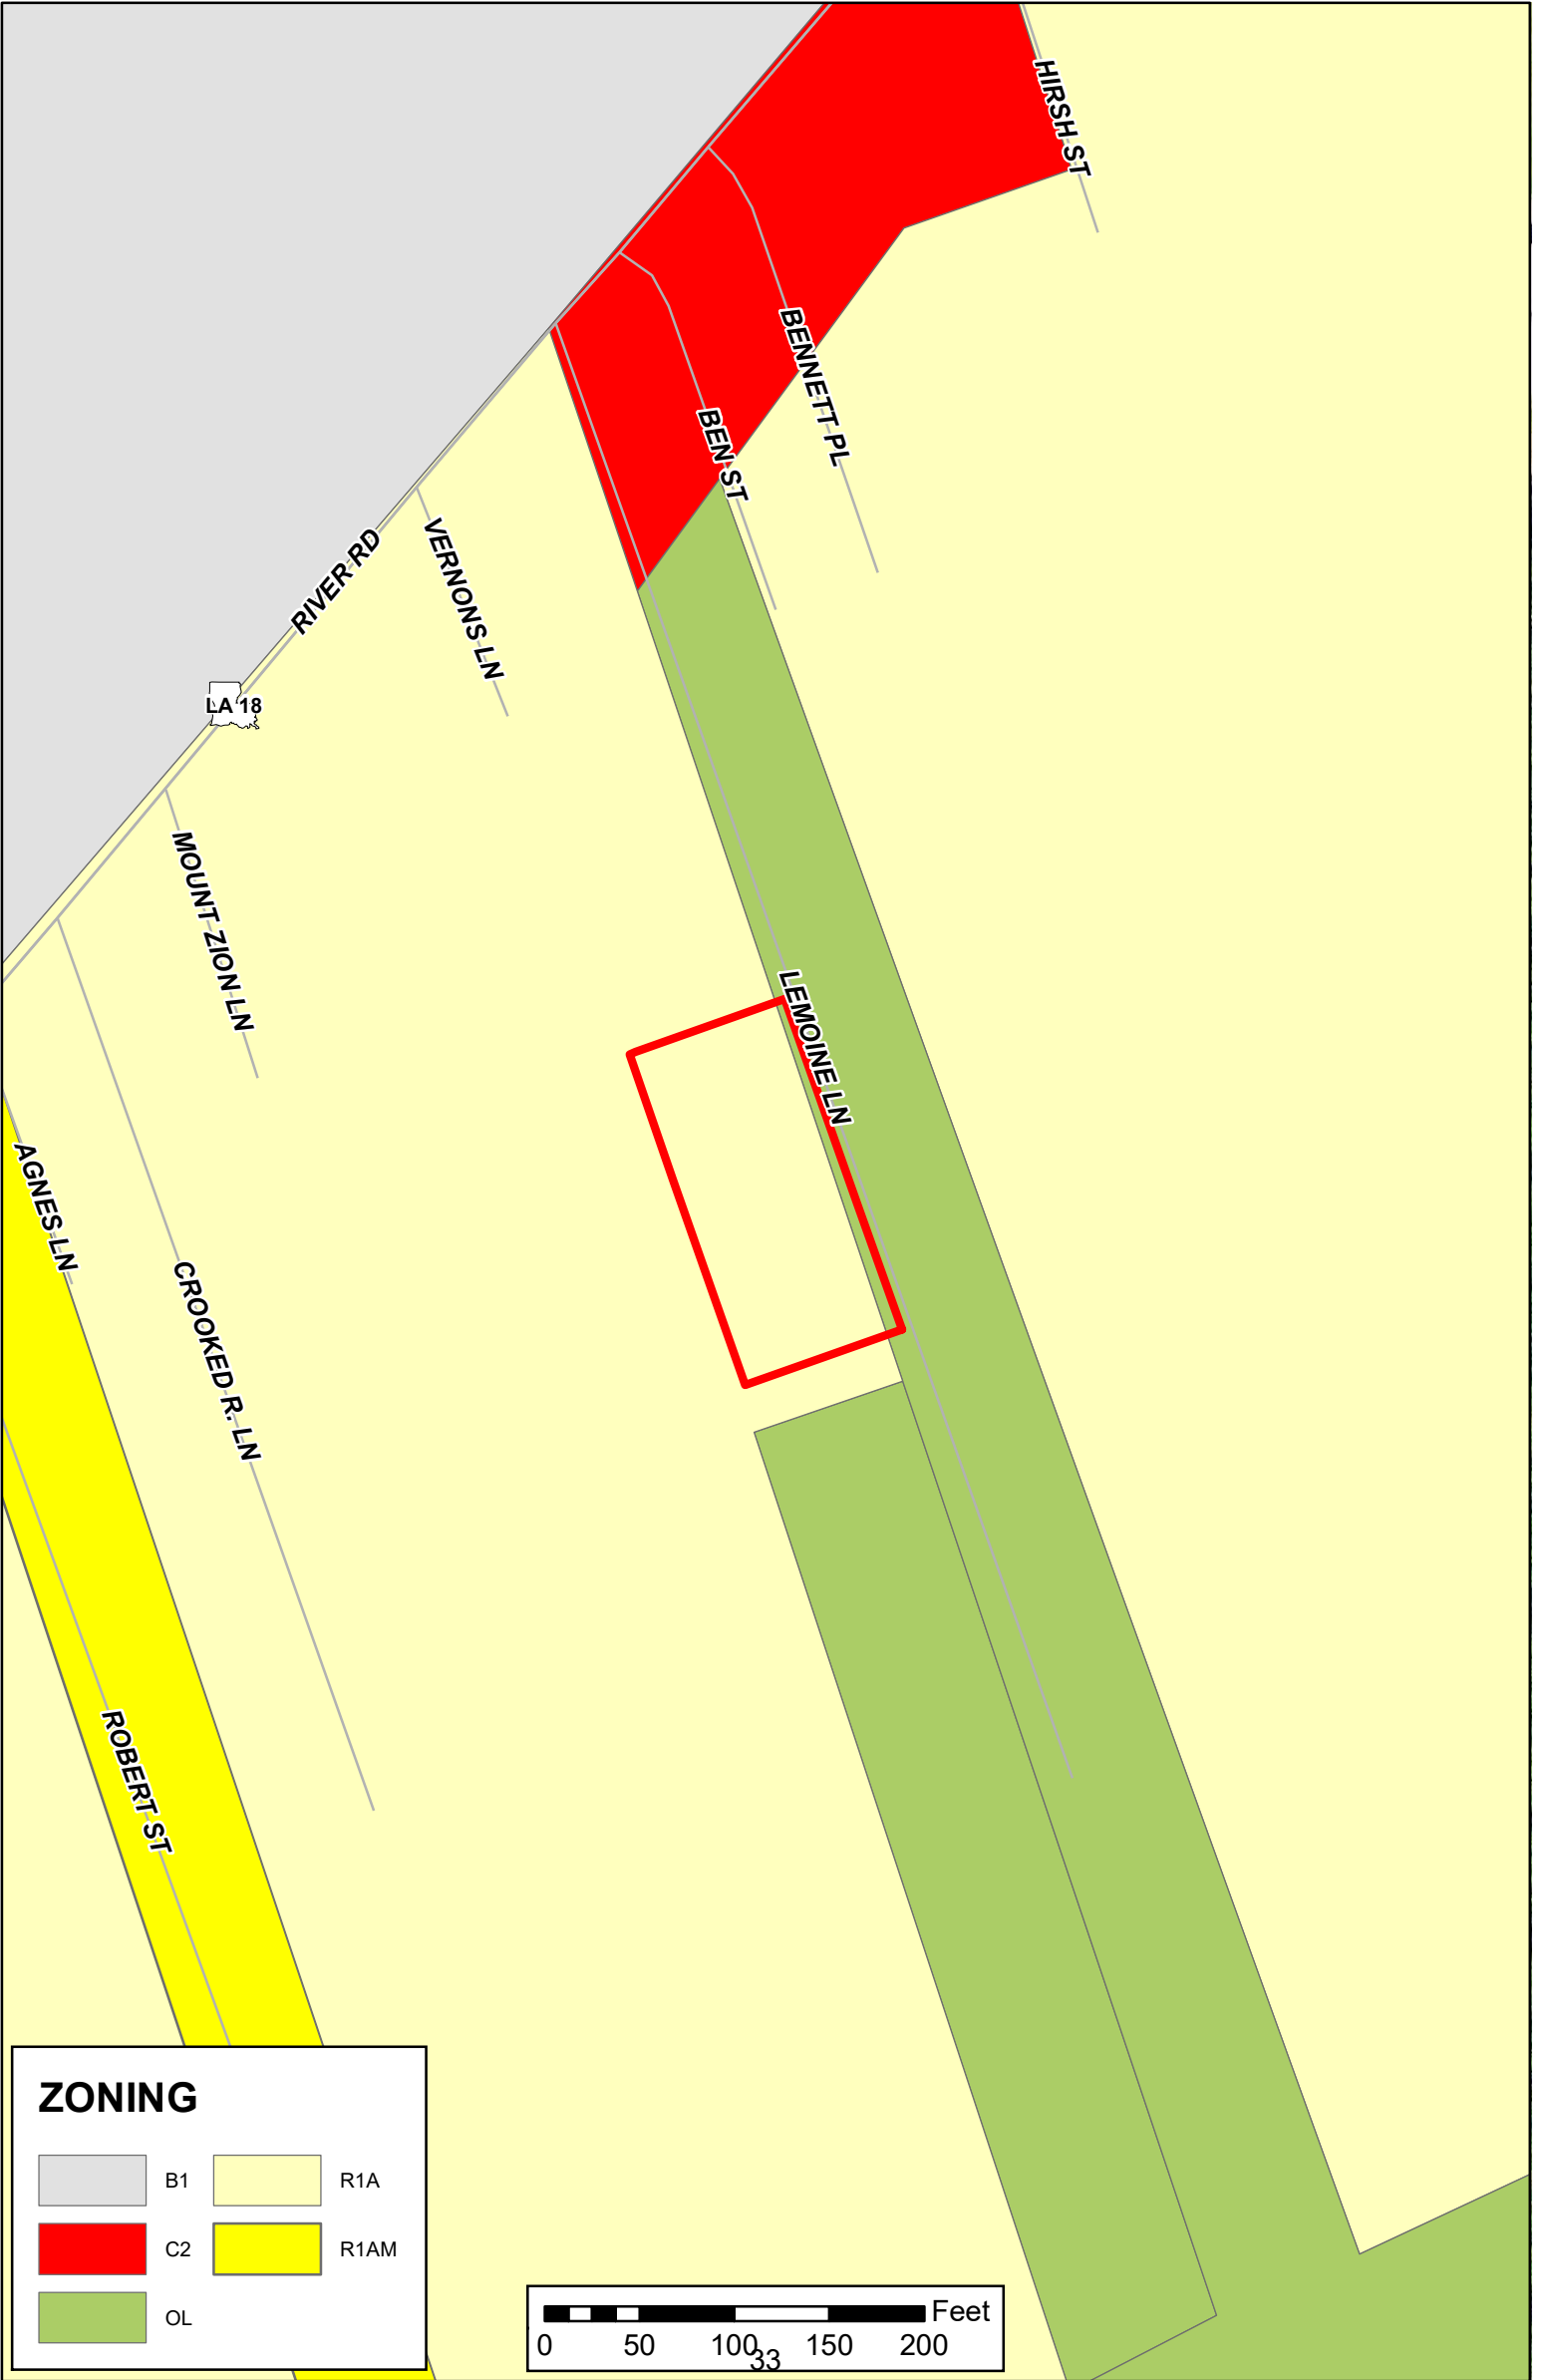 HIRSH ST
BENNETT PL
BEN ST
VERNONS LN
RIVER RD
LA 18
MOUNT ZION LN
LEMOINE LN
AGNES LN
CROOKED R. LN
ROBERT ST
ZONING
B1
R1A
C2
R1AM
OL
Feet
0 50 100 150 200
33